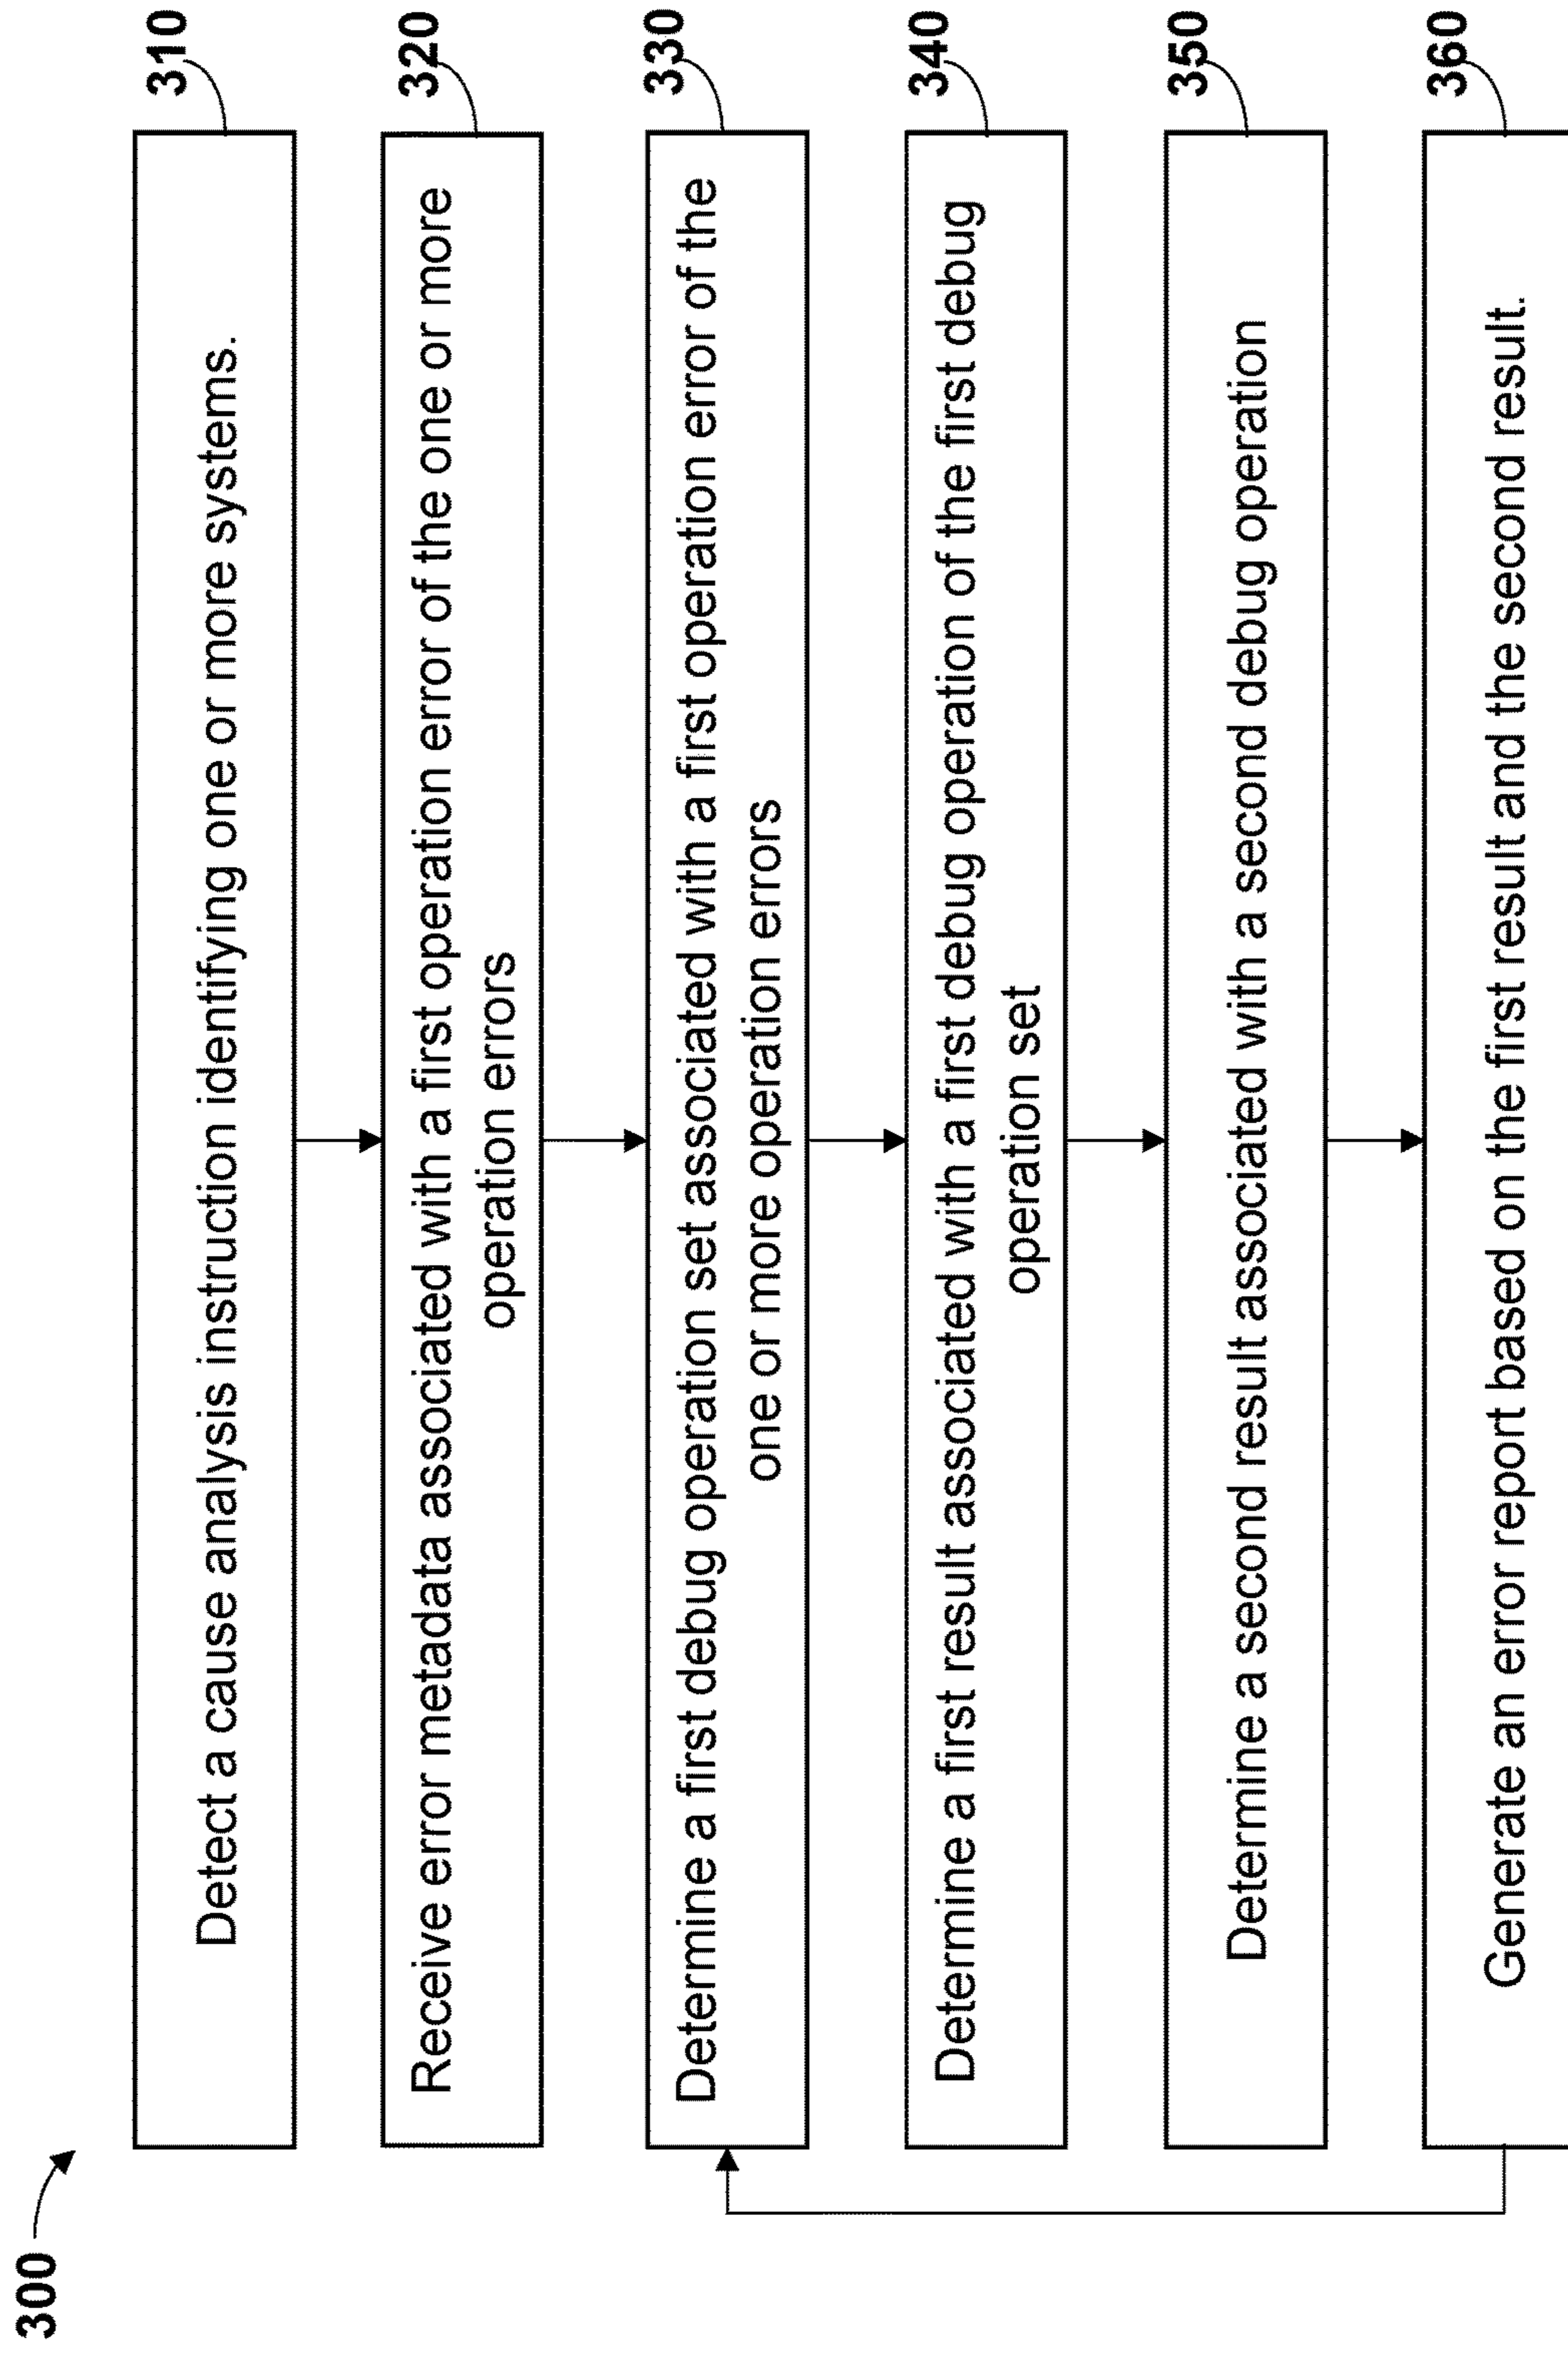 300
310
Detect a cause analysis instruction identifying one or more systems.
320
Receive error metadata associated with a first operation error of the one or more
operation errors
330
Determine a first debug operation set associated with a first operation error of the
one or more operation errors
340
Determine a first result associated with a first debug operation of the first debug
operation set
350
Determine a second result associated with a second debug operation
360
Generate an error report based on the first result and the second result.